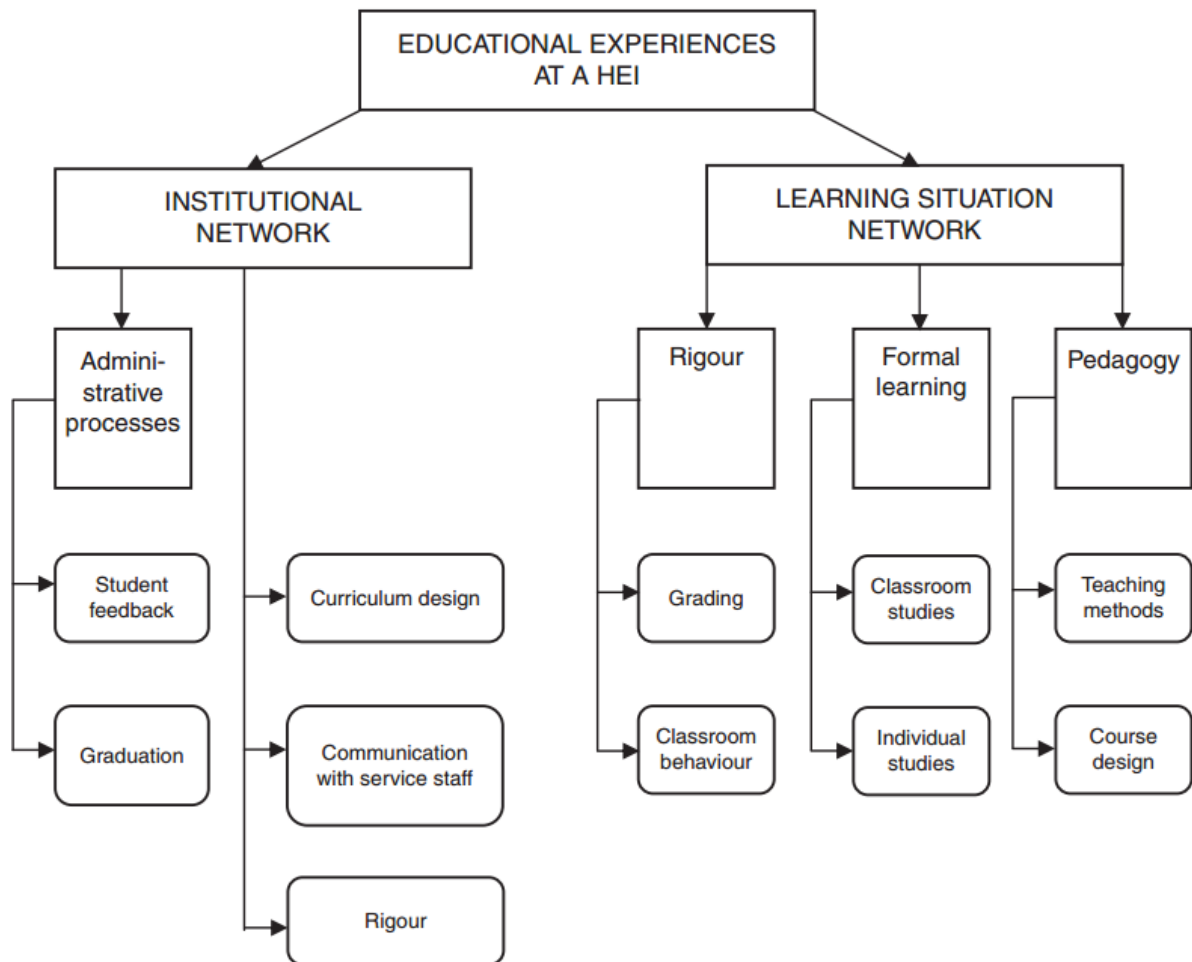 EDUCATIONAL EXPERIENCES
AT A HEI
INSTITUTIONAL
NETWORK
LEARNING SITUATION
NETWORK
Admini-
strative
processes
Rigour
Formal
learning
Pedagogy
Student
feedback
Curriculum design
Grading
Classroom
studies
Teaching
methods
Graduation
Communication
with service staff
Classroom
behaviour
Individual
studies
Course
design
Rigour